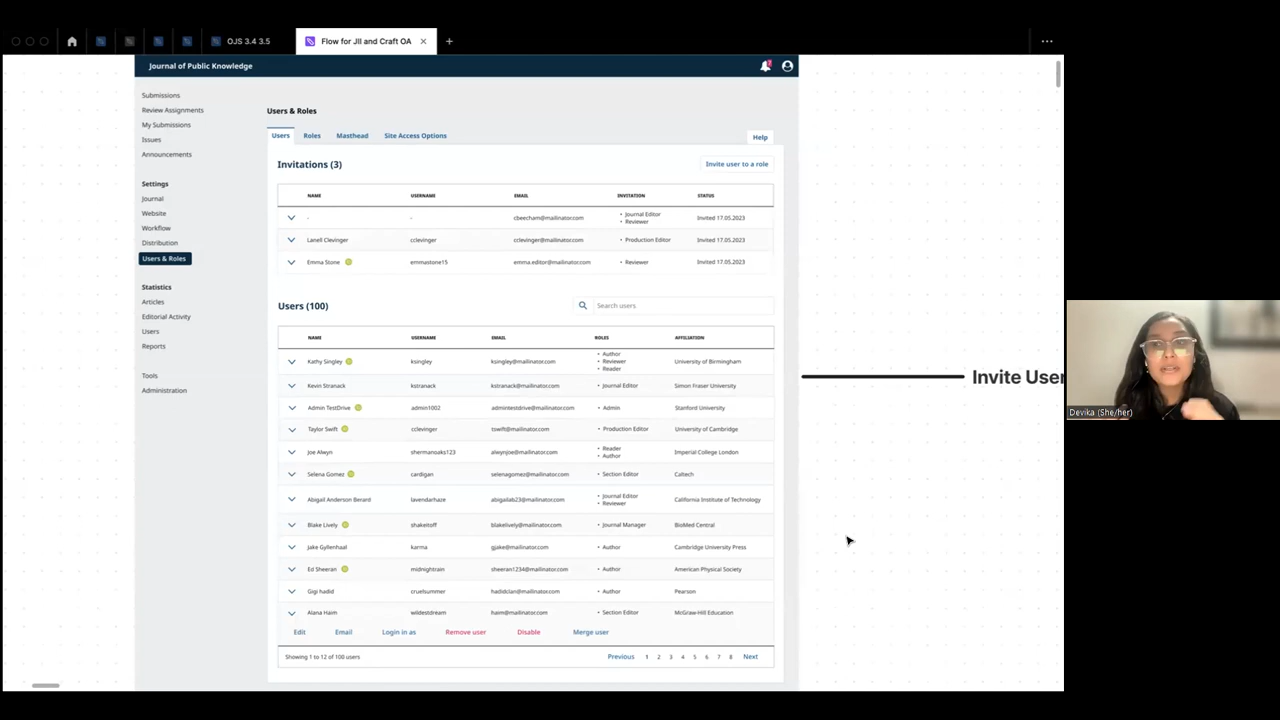 OJS 3.4 3.5
Flow for Jil and Craft OA
Journal of Public Knowledge
Submissions
Review Assignments
My Submissions
Issues
Announcements
Settings
Journal
Website
Workflow
Distribution
Users & Roles
Statistics
Articles
Editorial Activity
Users
Reports
Tools
Administration
Users & Roles
Users Roles Masthead Site Access Options Help
Invitations (3) Invite user to a role
NAME USERNAME EMAIL INVITATION STATUS
- - cbeecham@mailinator.com • Journal Editor • Reviewer Invited 17.05.2023
Lanell Clevinger cclevinger cclevinger@mailinator.com • Production Editor Invited 17.05.2023
Emma Stone emmastone15 emma.editor@mailinator.com • Reviewer Invited 17.05.2023
Users (100) Search users
NAME USERNAME EMAIL ROLES AFFILIATION
Kathy Singley ksingley ksingley@mailinator.com • Author • Reviewer • Reader University of Birmingham
Kevin Stranack kstranack kstranack@mailinator.com • Journal Editor Simon Fraser University
Admin TestDrive admin1002 admintestdrive@mailinator.com • Admin Stanford University
Taylor Swift cclevinger towift@mailinator.com • Production Editor University of Cambridge
Joe Alwyn shermanoaks123 alwynjoe@mailinator.com • Reader • Author Imperial College London
Selena Gomez cardigan selenagomez@mailinator.com • Section Editor Caltech
Abigail Anderson Berard lavendarhaze abigailab23@mailinator.com • Journal Editor • Reviewer California Institute of Technology
Blake Lively shakeitoff blakelively@mailinator.com • Journal Manager BioMed Central
Jake Gyllenhaal karma gjake@mailinator.com • Author Cambridge University Press
Ed Sheeran midnightrain sheeran1234@mailinator.com • Author American Physical Society
Gigi hadid cruelsummer hadidclan@mailinator.com • Author Pearson
Alana Haim wildestdream haim@mailinator.com • Section Editor McGraw-Hill Education
Edit Email Login in as Remove user Disable Merge user
Showing 1 to 12 of 100 users Previous 1 2 3 4 5 6 7 8 Next
Invite User
Devika (She/her)